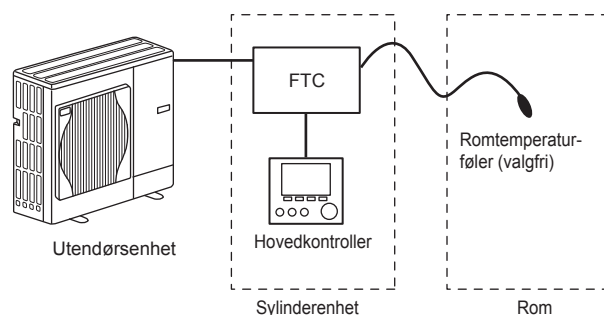 FTC
Romtemperatur-
føler (valgfri)
Utendørsenhet
Hovedkontroller
Sylinderenhet
Rom